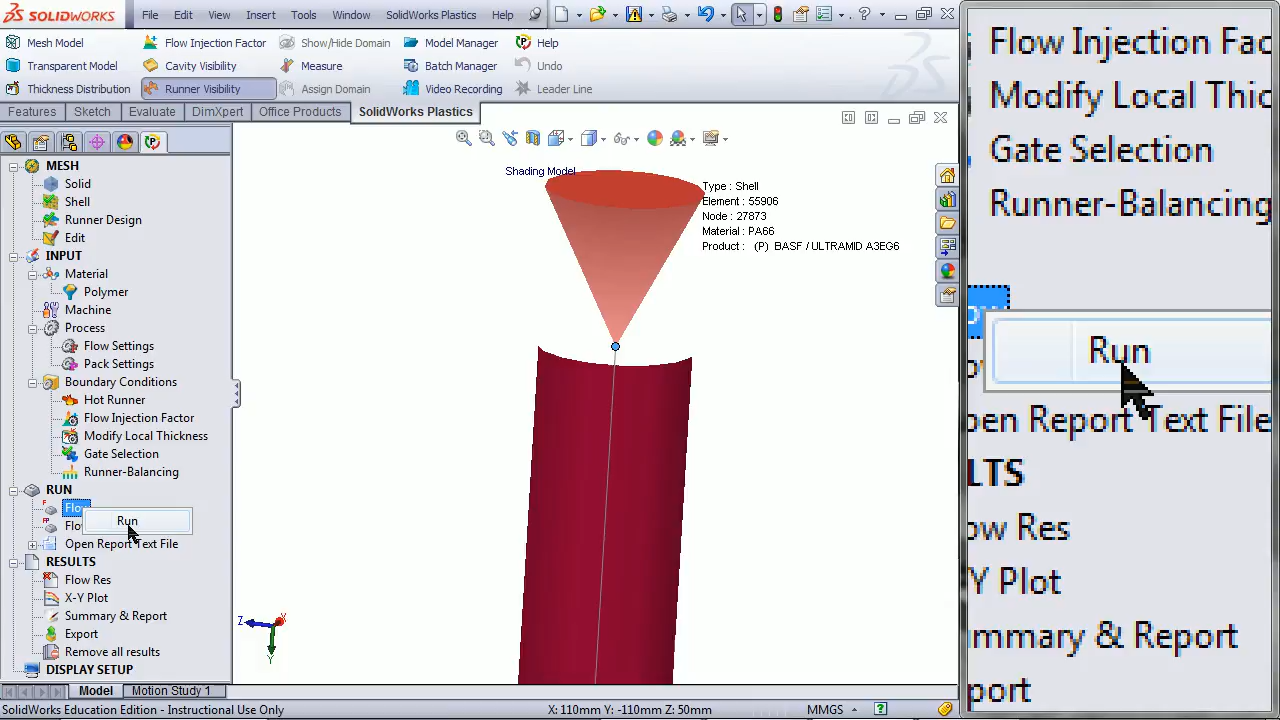 SOLIDWORKS
File Edit View Insert Tools Window SolidWorks Plastics Help
Mesh Model Flow Injection Factor Show/Hide Domain Model Manager Help
Transparent Model Cavity Visibility Measure Batch Manager Undo
Thickness Distribution Runner Visibility Assign Domain Video Recording Leader Line
Features Sketch Evaluate DimXpert Office Products SolidWorks Plastics
MESH
Solid
Shell
Runner Design
Edit
INPUT
Material
Polymer
Machine
Process
Flow Settings
Pack Settings
Boundary Conditions
Hot Runner
Flow Injection Factor
Modify Local Thickness
Gate Selection
Runner-Balancing
RUN
Flow
Run
Flo
Open Report Text File
RESULTS
Flow Res
X-Y Plot
Summary & Report
Export
Remove all results
DISPLAY SETUP
Shading Model
Type : Shell
Element : 55906
Node : 27873
Material : PA66
Product : (P) BASF / ULTRAMID A3EG6
Z
X
Y
Model Motion Study 1
SolidWorks Education Edition - Instructional Use Only X: 110mm Y: -110mm Z: 50mm MMGS
Flow Injection Fac
Modify Local Thic
Gate Selection
Runner-Balancing
Run
pen Report Text File
LTS
ow Res
Y Plot
ummary & Report
port